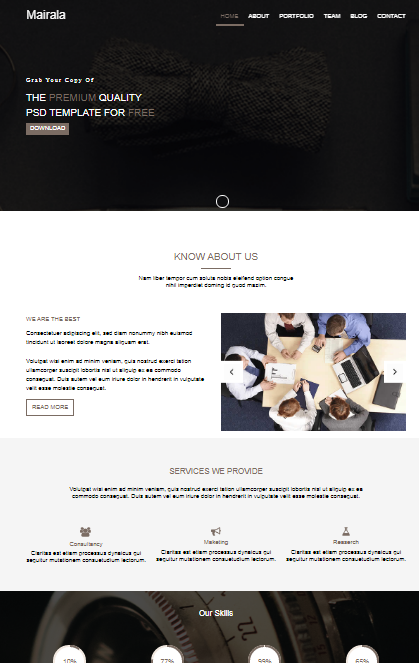 Mairala
HOME ABOUT PORTFOLIO TEAM BLOG CONTACT
Grab Your Copy Of
THE PREMIUM QUALITY
PSD TEMPLATE FOR FREE
DOWNLOAD
KNOW ABOUT US
Nam liber tempor cum soluta nobis eleifend option congue
nihil imperdiet doming id quod mazim.
WE ARE THE BEST
Consectetuer adipiscing elit, sed diam nonummy nibh euismod
tincidunt ut laoreet dolore magna aliquam erat.
Volutpat wisi enim ad minim veniam, quis nostrud exerci tation
ullamcorper suscipit lobortis nisl ut aliquip ex ea commodo
consequat. Duis autem vel eum iriure dolor in hendrerit in vulputate
velit esse molestie consequat.
READ MORE
SERVICES WE PROVIDE
Volutpat wisi enim ad minim veniam, quis nostrud exerci tation ullamcorper suscipit lobortis nisl ut aliquip ex ea
commodo consequat. Duis autem vel eum iriure dolor in hendrerit in vulputate velit esse molestie consequat.
Consultancy
Claritas est etiam processus dynaicus qui
sequitur mutationem consuetudium lectorum.
Marketing
Claritas est etiam processus dynaicus qui
sequitur mutationem consuetudium lectorum.
Research
Claritas est etiam processus dynaicus qui
sequitur mutationem consuetudium lectorum.
Our Skills
10% 77% 99% 65%